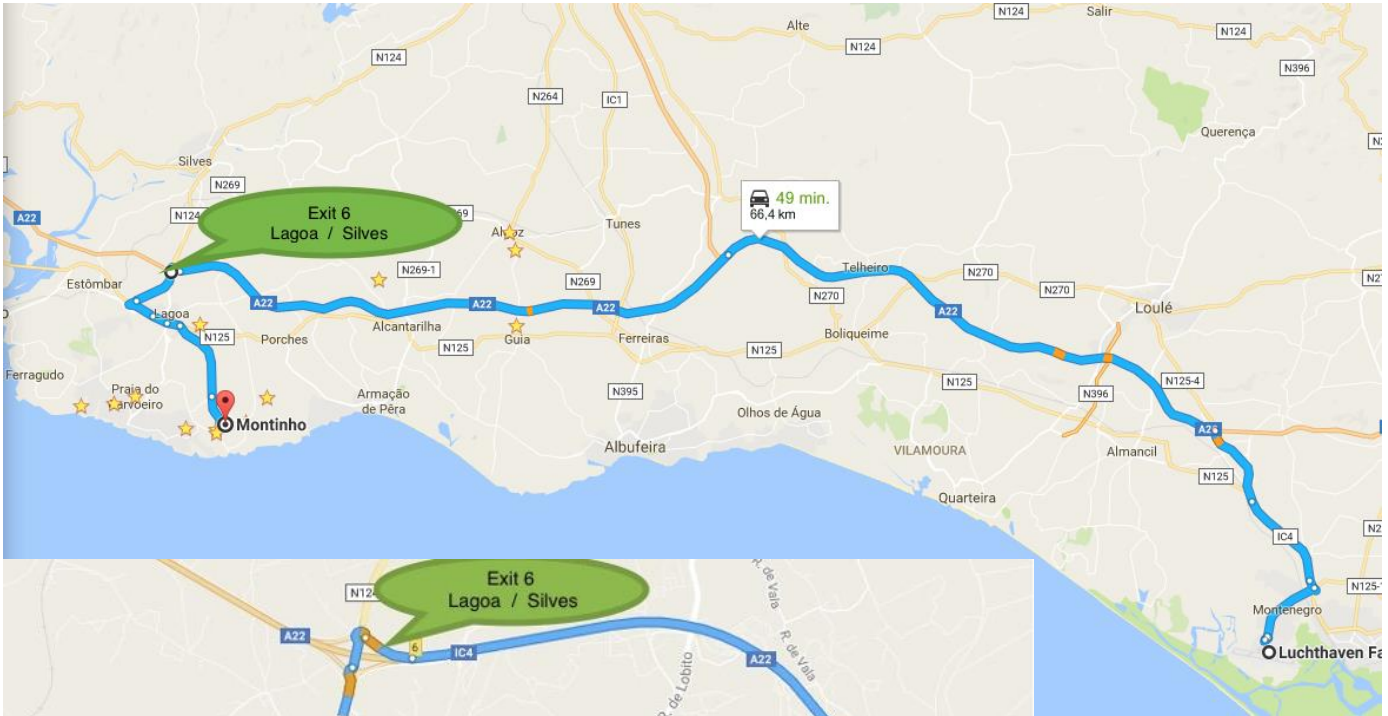 N124
Salir
Alte
N124
N124
N124
N396
N264
IC1
Querença
Silves
N269
49 min.
66,4 km
Exit 6
Lagoa / Silves
N124
A22
Tunes
N269-1
N269
Telheiro
N270
Estômbar
A22
A22
A22
N270
N270
Loulé
Lagoa
A22
Alcantarilha
N125
Porches
N125
Guia
Ferreiras
N125
Boliqueime
Ferragudo
Praia do
Carvoeiro
Armação
de Pêra
N395
N125
N125-4
N396
Montinho
Olhos de Água
Albufeira
VILAMOURA
Almancil
N125
Quarteira
IC4
Montenegro
Luchthaven Fa
Exit 6
Lagoa / Silves
A22
6
IC4
A22
R. de Lobito
R. de Vala
R. de Vala